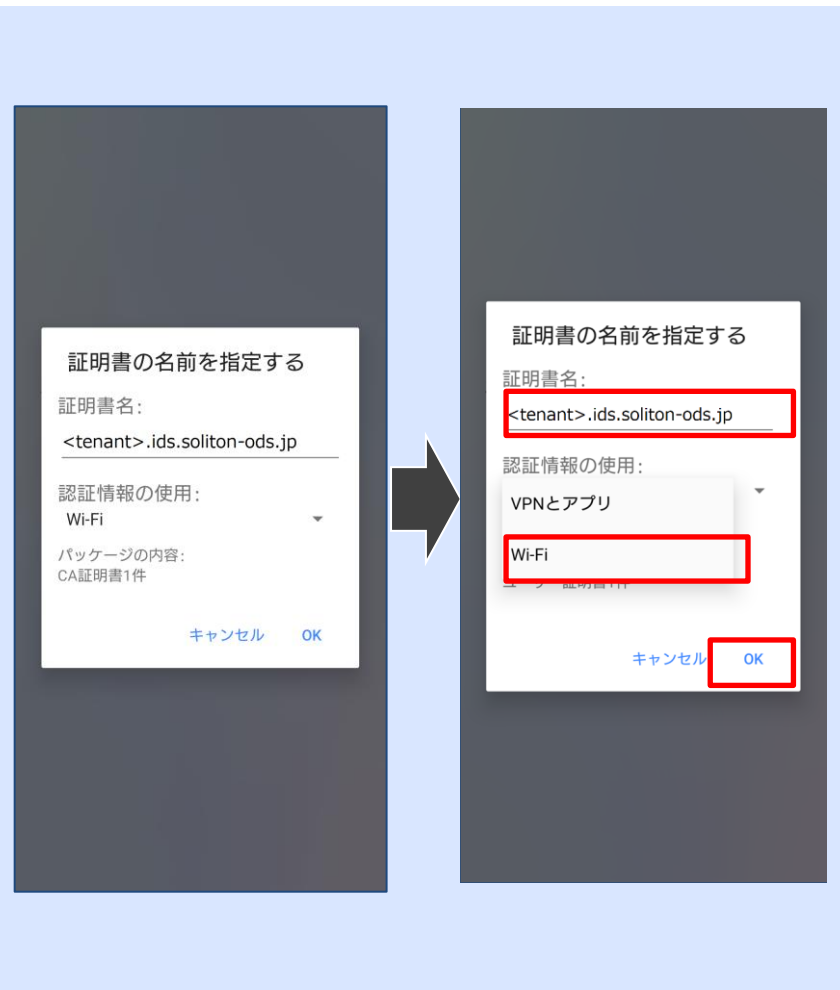 証明書の名前を指定する
証明書名:
<tenant>.ids.soliton-ods.jp
認証情報の使用:
Wi-Fi
パッケージの内容:
CA証明書1件
キャンセル OK
証明書の名前を指定する
証明書名:
<tenant>.ids.soliton-ods.jp
認証情報の使用:
VPNとアプリ
Wi-Fi
キャンセル OK